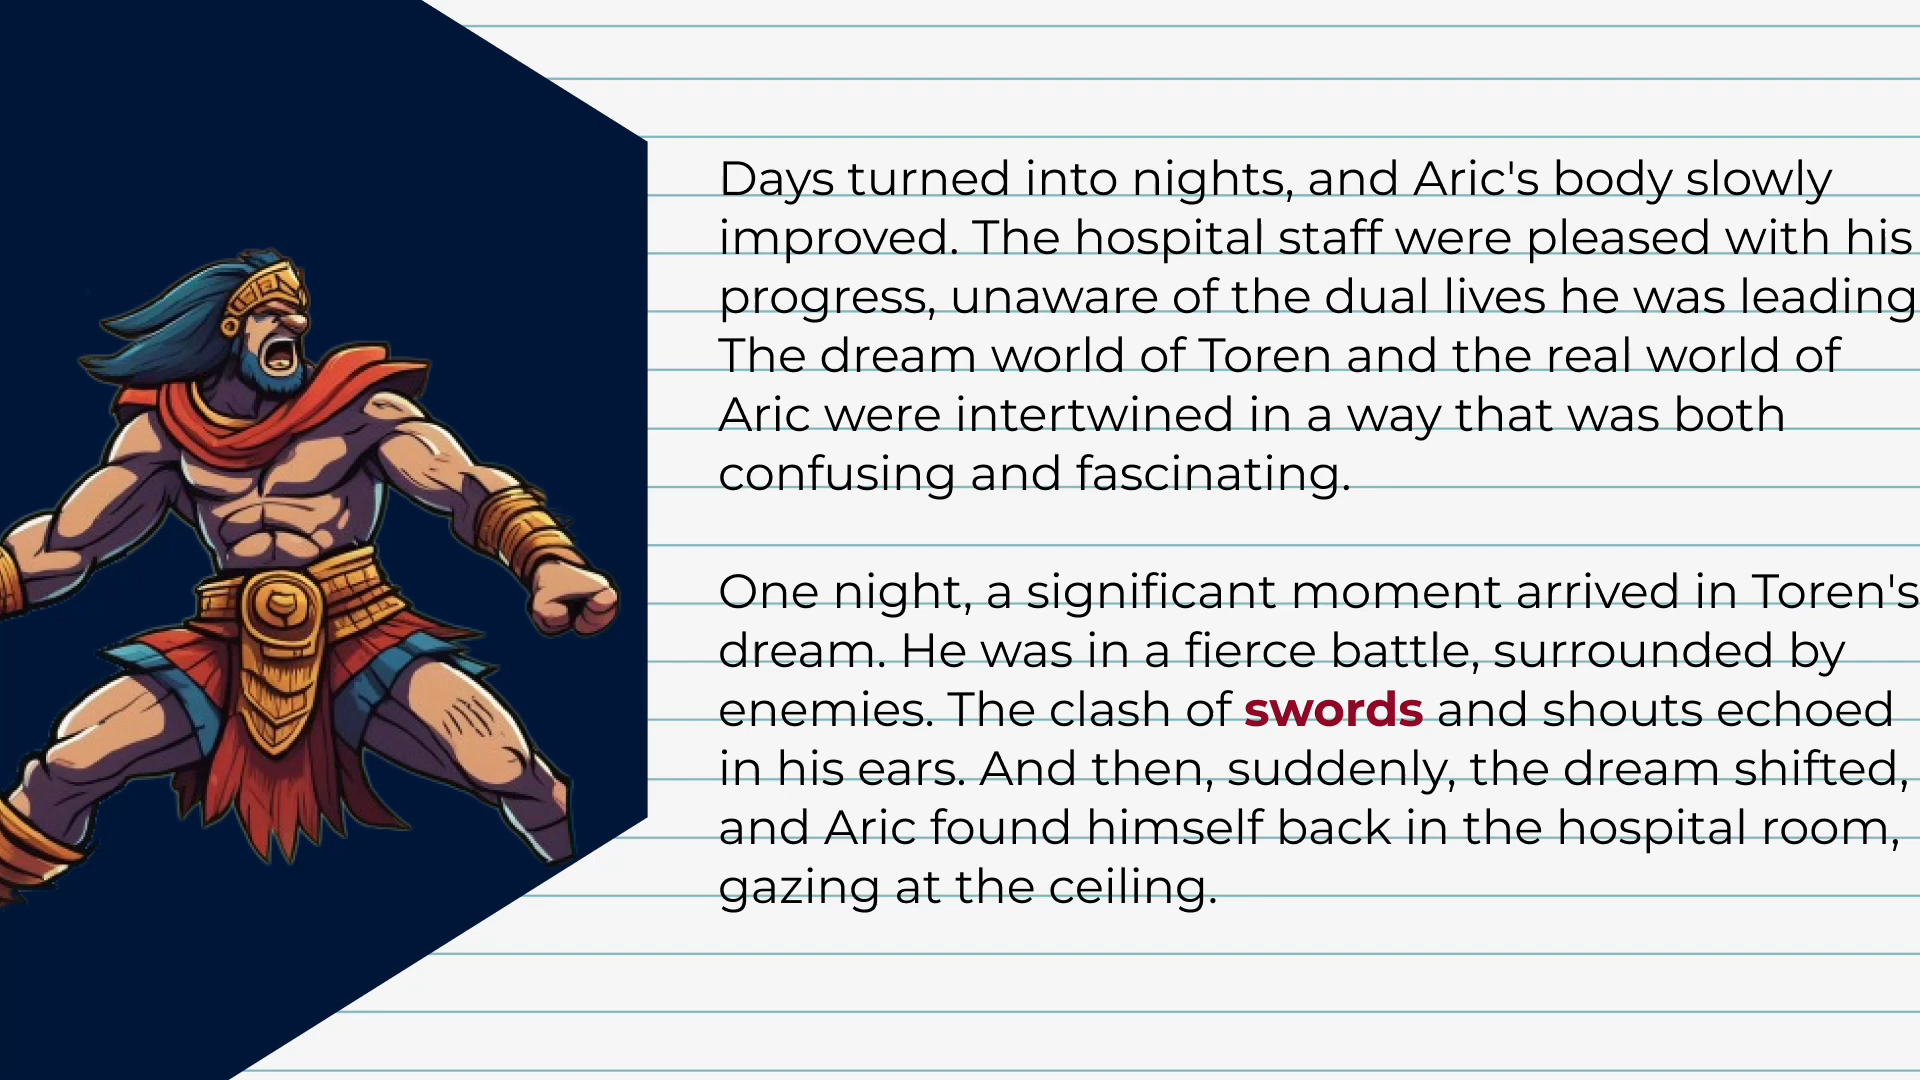 Days turned into nights, and Aric's body slowly
improved. The hospital staff were pleased with his
progress, unaware of the dual lives he was leading
The dream world of Toren and the real world of
Aric were intertwined in a way that was both
confusing and fascinating.
One night, a significant moment arrived in Toren's
dream. He was in a fierce battle, surrounded by
enemies. The clash of swords and shouts echoed
in his ears. And then, suddenly, the dream shifted,
and Aric found himself back in the hospital room,
gazing at the ceiling.